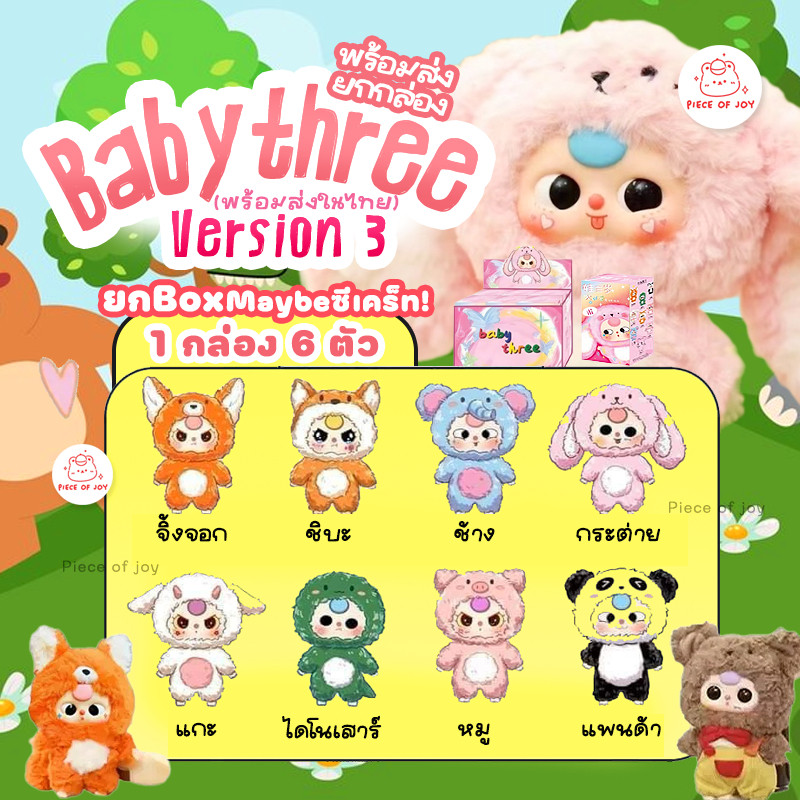 พร้อมส่ง
ยกกล่อง
PIECE OF JOY
Baby three
(พร้อมส่งในไทย)
Version 3
ยกBoxMaybeซีเคร็ท!
1 กล่อง 6 ตัว
baby
three
PIECE OF JOY
จิ้งจอก
ชิบะ
ช้าง
กระต่าย
Piece of joy
Piece of joy
แกะ
ไดโนเสาร์
หมู
แพนด้า